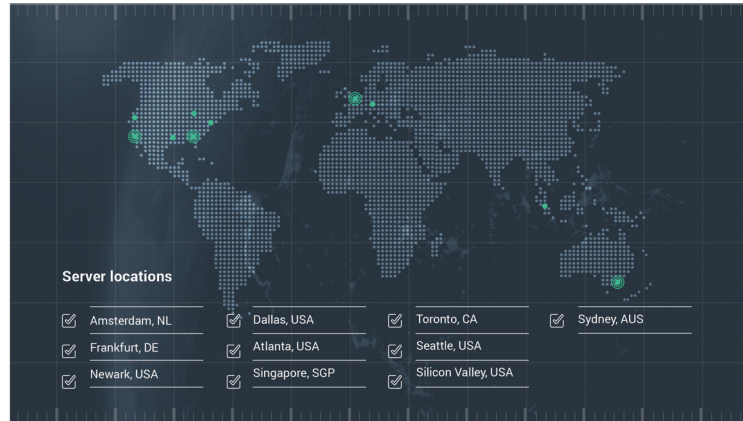 Server locations
Amsterdam, NL
Frankfurt, DE
Newark, USA
Dallas, USA
Atlanta, USA
Singapore, SGP
Toronto, CA
Seattle, USA
Silicon Valley, USA
Sydney, AUS